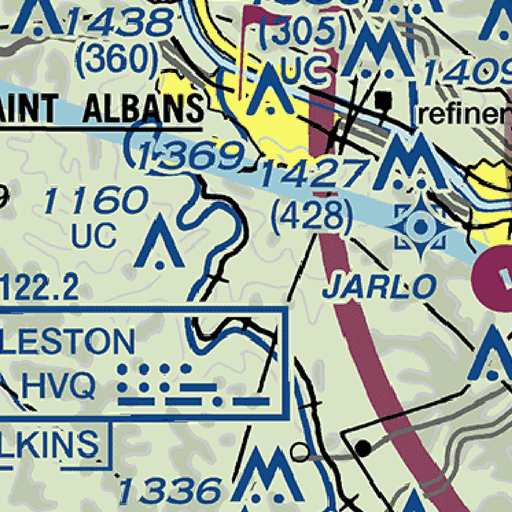 1438
(360)
(305)
UC
1409
AINT ALBANS
refiner
1369
1427
(428)
9
1160
UC
122.2
JARLO
LESTON
HVQ
LKINS
1336